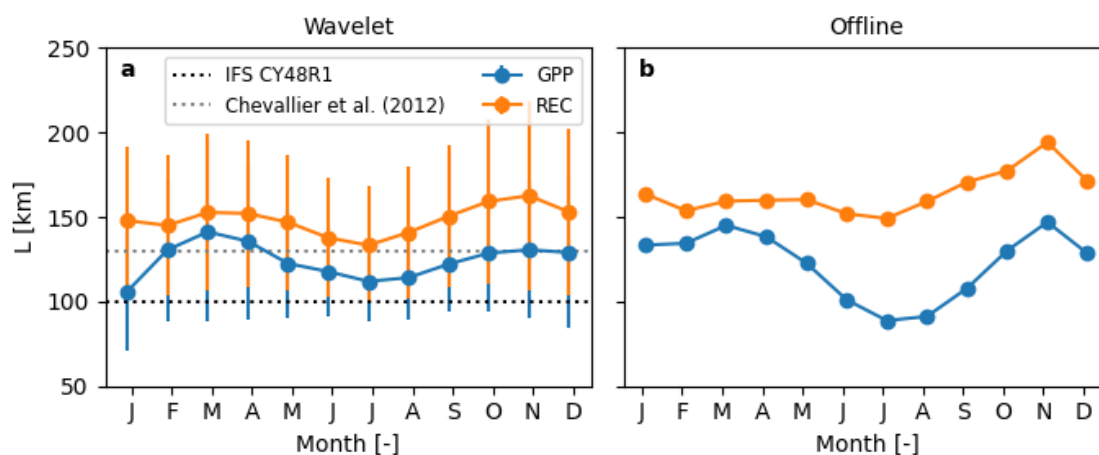 Wavelet
Offline
250
200
150
100
50
L [km]
a
IFS CY48R1
Chevallier et al. (2012)
GPP
REC
b
J F M A M J J A S O N D
Month [-]
J F M A M J J A S O N D
Month [-]